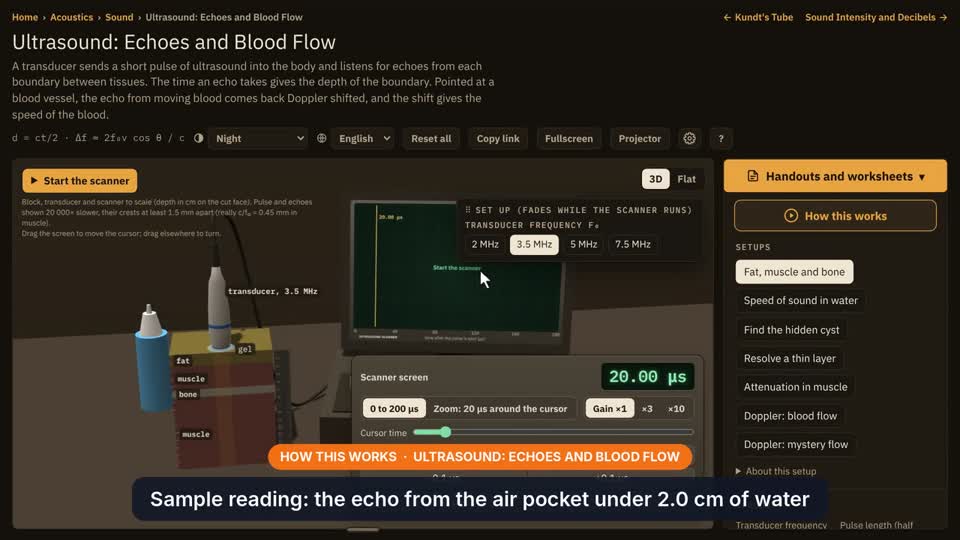 Home › Acoustics › Sound › Ultrasound: Echoes and Blood Flow
← Kundt's Tube Sound Intensity and Decibels →
Ultrasound: Echoes and Blood Flow
A transducer sends a short pulse of ultrasound into the body and listens for echoes from each
boundary between tissues. The time an echo takes gives the depth of the boundary. Pointed at a
blood vessel, the echo from moving blood comes back Doppler shifted, and the shift gives the
speed of the blood.
d = ct/2 · Δf ≈ 2f₀v cos θ / c Night English Reset all Copy link Fullscreen Projector ?
Start the scanner
3D Flat
Block, transducer and scanner to scale (depth in cm on the cut face). Pulse and echoes
shown 20 000× slower, their crests at least 1.5 mm apart (really c/f₀ = 0.45 mm in
muscle).
Drag the screen to move the cursor; drag elsewhere to turn.
20.00 μs
SET UP (FADES WHILE THE SCANNER RUNS)
TRANSDUCER FREQUENCY F₀
2 MHz 3.5 MHz 5 MHz 7.5 MHz
Start the scanner
transducer, 3.5 MHz
gel
fat
muscle
bone
muscle
ULTRASOUND SCANNER
Scanner screen
20.00 μs
0 to 200 μs Zoom: 20 μs around the cursor Gain ×1 ×3 ×10
Cursor time
HOW THIS WORKS · ULTRASOUND: ECHOES AND BLOOD FLOW
Sample reading: the echo from the air pocket under 2.0 cm of water
Handouts and worksheets ▾
How this works
SETUPS
Fat, muscle and bone
Speed of sound in water
Find the hidden cyst
Resolve a thin layer
Attenuation in muscle
Doppler: blood flow
Doppler: mystery flow
About this setup
Transducer frequency Pulse length (half